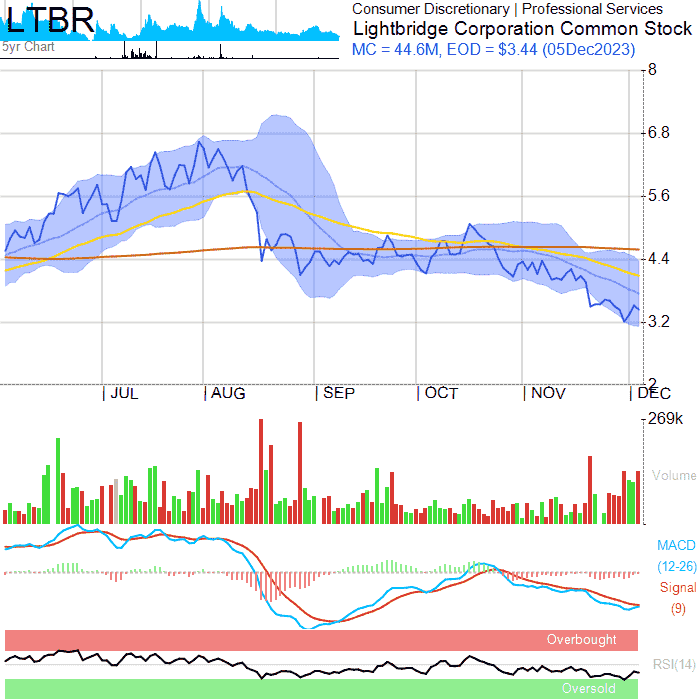 LTBR
Consumer Discretionary | Professional Services
Lightbridge Corporation Common Stock
5yr Chart
MC = 44.6M, EOD = $3.44 (05Dec2023)
8
6.8
5.6
4.4
3.2
2
JUL
AUG
SEP
OCT
NOV
DEC
269k
Volume
MACD
(12-26)
Signal
(9)
Overbought
RSI(14)
Oversold